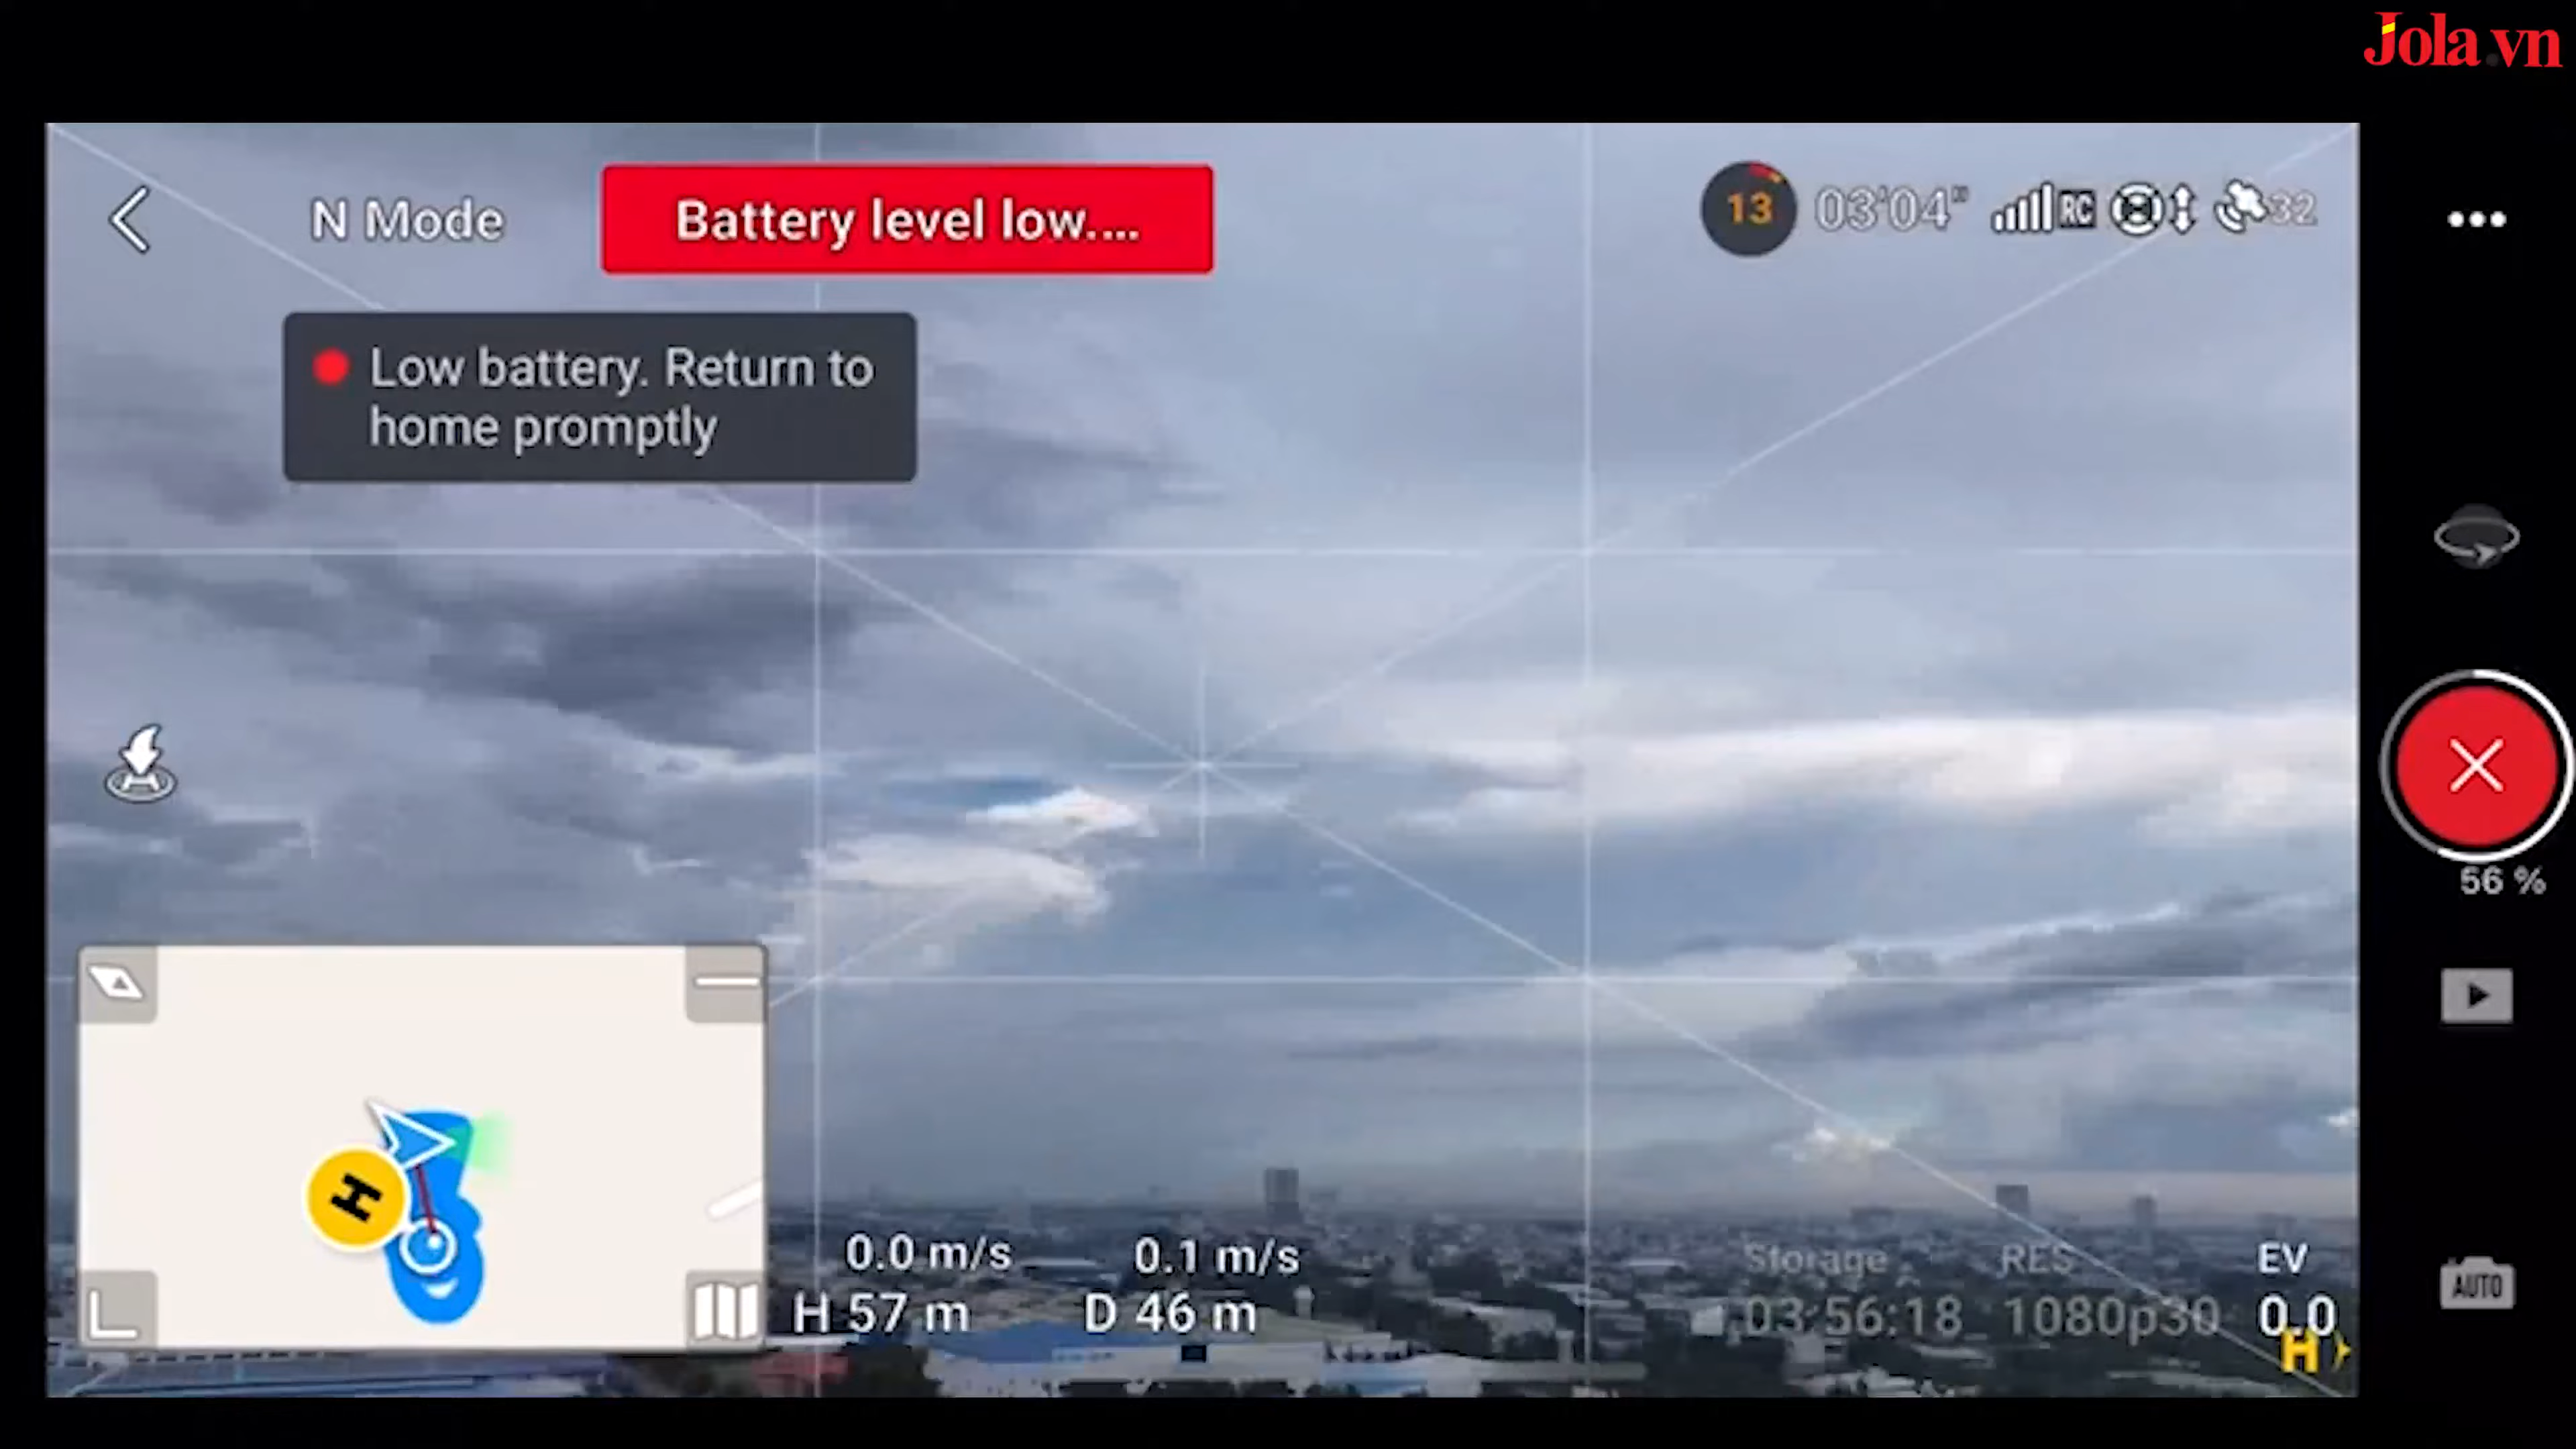 Jola.vn
N Mode
Battery level low....
13
03'04"
RC
32
Low battery. Return to
home promptly
56 %
H
0.0 m/s
0.1 m/s
H 57 m
D 46 m
Storage
RES
EV
03:56:18
1080p30
0.0
H
AUTO